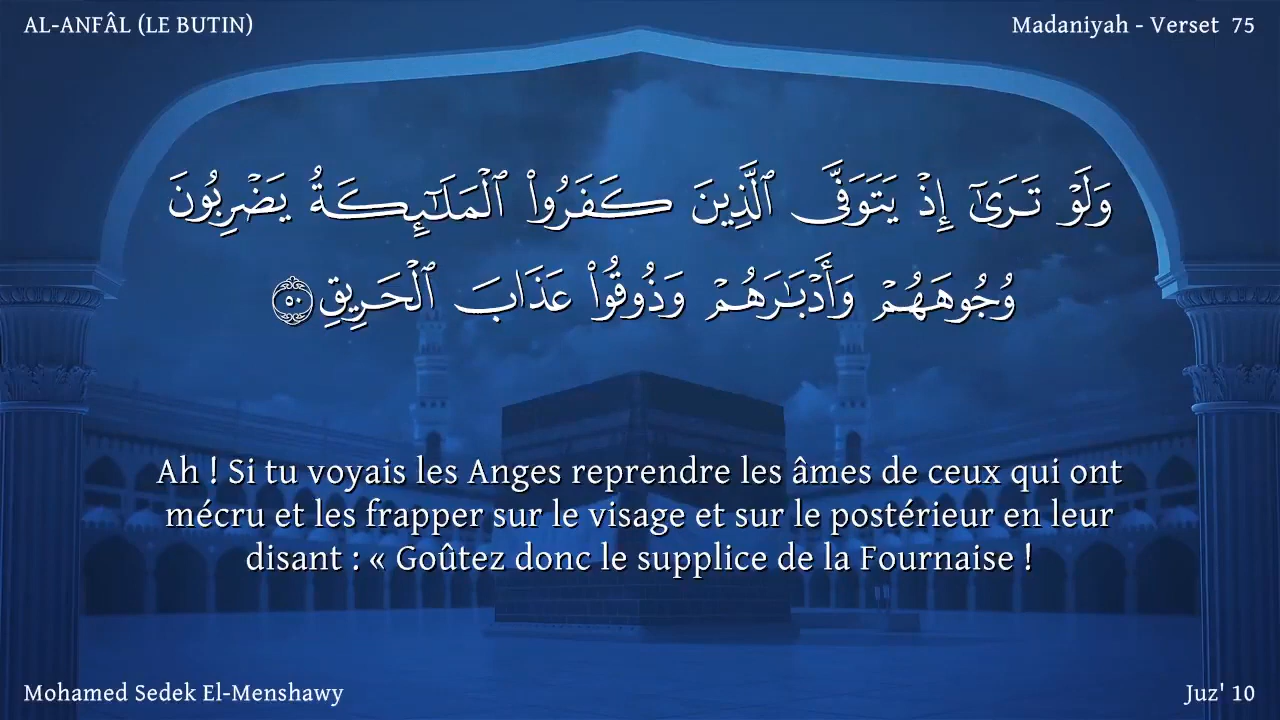 AL-ANFÂL (LE BUTIN)
Madaniyah - Verset 75
وَلَوْ تَرَىٰٓ إِذْ يَتَوَفَّى ٱلَّذِينَ كَفَرُوا۟ ٱلْمَلَـٰٓئِكَةُ يَضْرِبُونَ
وُجُوهَهُمْ وَأَدْبَـٰرَهُمْ وَذُوقُوا۟ عَذَابَ ٱلْحَرِيقِ ٥٠
Ah ! Si tu voyais les Anges reprendre les âmes de ceux qui ont
mécru et les frapper sur le visage et sur le postérieur en leur
disant : « Goûtez donc le supplice de la Fournaise !
Mohamed Sedek El-Menshawy
Juz' 10